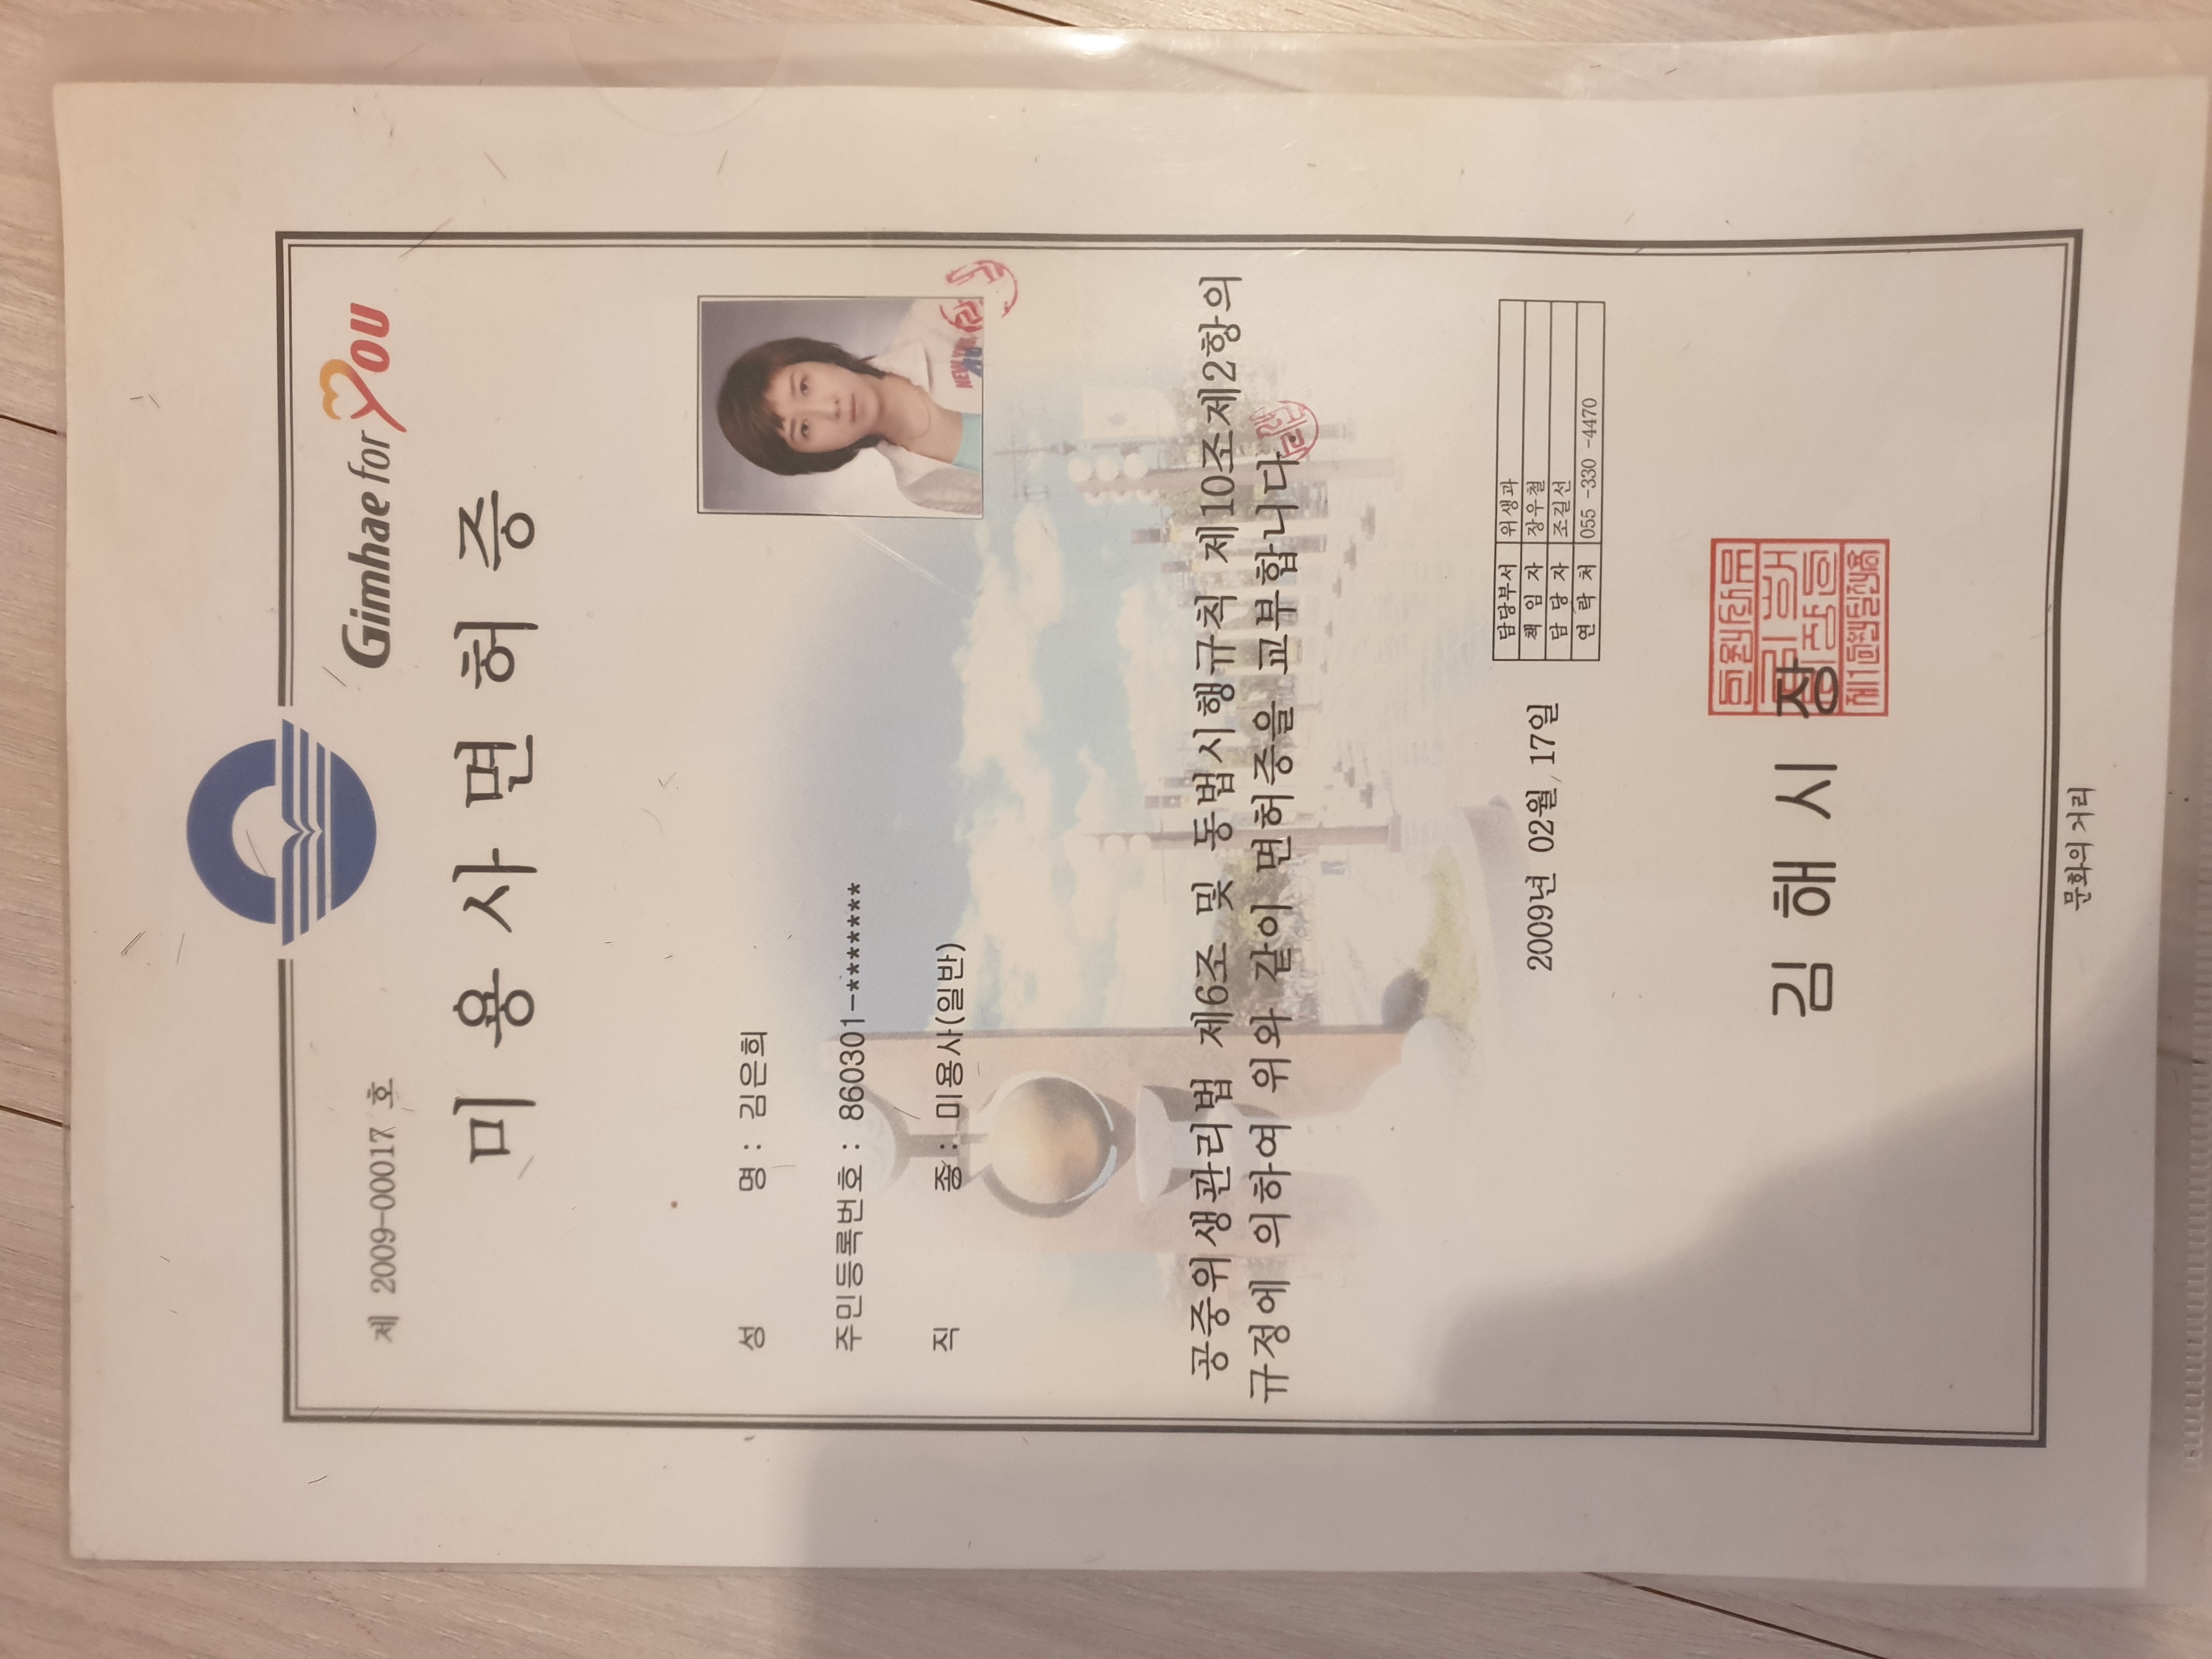 제 2009-00017 호
Gimhae for You
미 용 사 면 허 증
성 명 : 김은희
주민등록번호 : 860301-*******
직 종 : 미용사(일반)
NEW
공중위생관리법 제6조 및 동법시행규칙 제10조제2항의
규정에 의하여 위와 같이 면허증을 교부합니다
2009년 02월 17일
담당부서 위생과
책 임 자 장우철
담 당 자 조길선
연 락 처 055 -330 -4470
김 해 시 장
문화의 거리